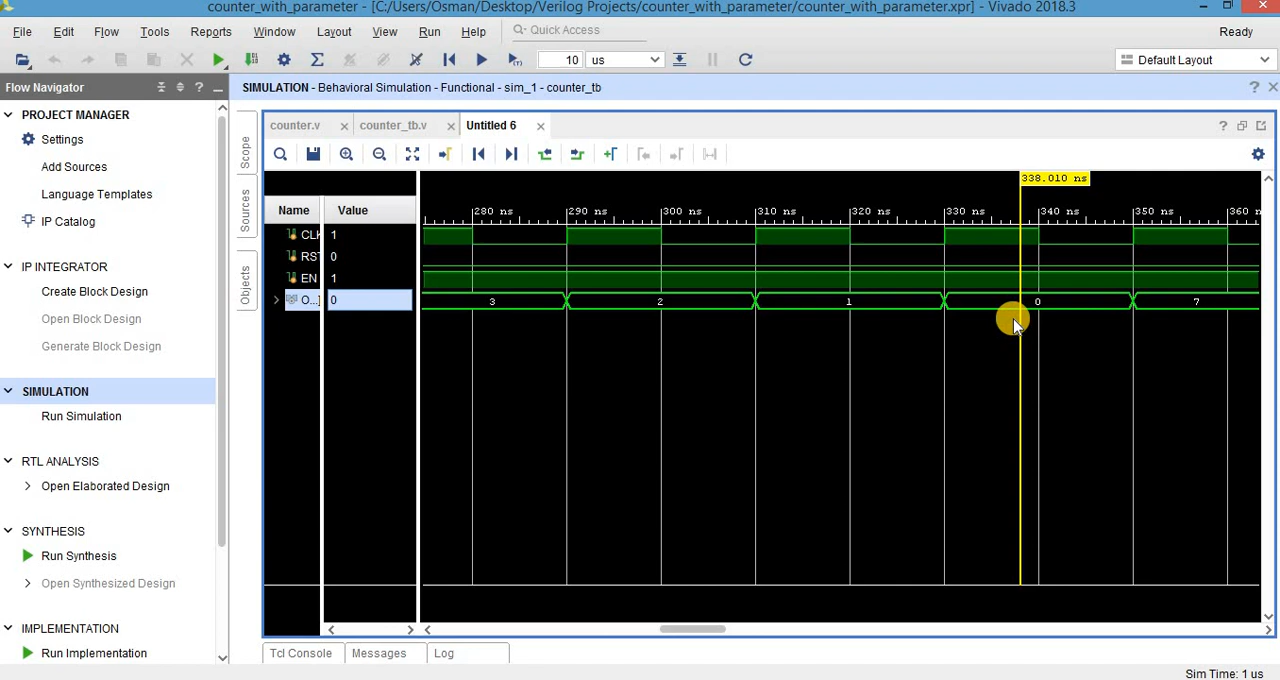 counter_with_parameter - [C:/Users/Osman/Desktop/Verilog Projects/counter_with_parameter/counter_with_parameter.xpr] - Vivado 2018.3
File Edit Flow Tools Reports Window Layout View Run Help Quick Access Ready
10 us Default Layout
Flow Navigator
SIMULATION - Behavioral Simulation - Functional - sim_1 - counter_tb
PROJECT MANAGER
Settings
Add Sources
Language Templates
IP Catalog
IP INTEGRATOR
Create Block Design
Open Block Design
Generate Block Design
SIMULATION
Run Simulation
RTL ANALYSIS
Open Elaborated Design
SYNTHESIS
Run Synthesis
Open Synthesized Design
IMPLEMENTATION
Run Implementation
Scope
Sources
Objects
counter.v counter_tb.v Untitled 6
338.010 ns
Name Value
280 ns 290 ns 300 ns 310 ns 320 ns 330 ns 340 ns 350 ns 360 n
CLK 1
RST 0
EN 1
O...] 0 3 2 1 0 7
Tcl Console Messages Log
Sim Time: 1 us